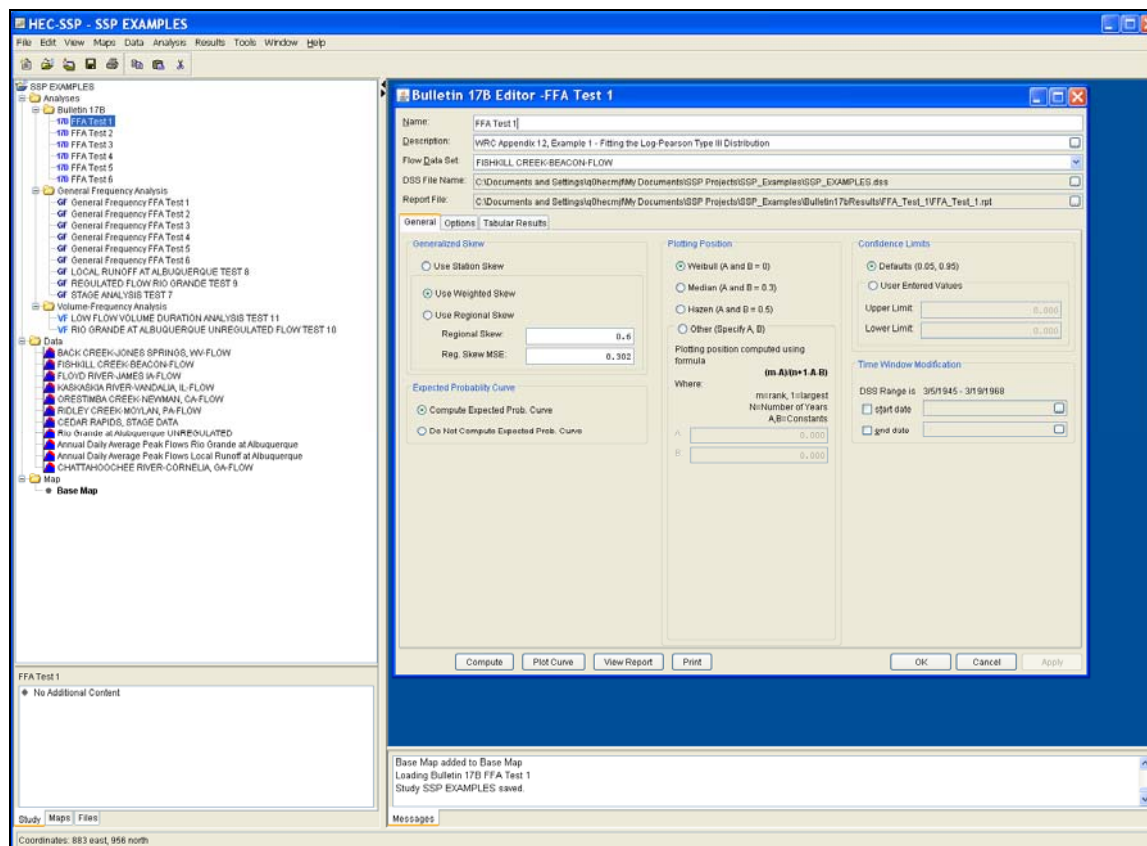 HEC-SSP - SSP EXAMPLES
File Edit View Maps Data Analysis Results Tools Window Help
SSP EXAMPLES
Analyses
Bulletin 17B
17B FFA Test 1
17B FFA Test 2
17B FFA Test 3
17B FFA Test 4
17B FFA Test 5
17B FFA Test 6
General Frequency Analysis
GF General Frequency FFA Test 1
GF General Frequency FFA Test 2
GF General Frequency FFA Test 3
GF General Frequency FFA Test 4
GF General Frequency FFA Test 5
GF General Frequency FFA Test 6
GF LOCAL RUNOFF AT ALBUQUERQUE TEST 8
GF REGULATED FLOW RIO GRANDE TEST 9
GF STAGE ANALYSIS TEST 7
Volume-Frequency Analysis
VF LOW FLOW VOLUME DURATION ANALYSIS TEST 11
VF RIO GRANDE AT ALBUQUERQUE UNREGULATED FLOW TEST 10
Data
BACK CREEK-JONES SPRINGS, WV-FLOW
FISHKILL CREEK-BEACON-FLOW
FLOYD RIVER-JAMES IA-FLOW
KASKASKIA RIVER-VANDALIA, IL-FLOW
ORESTIMBA CREEK-NEWMAN, CA-FLOW
RIDLEY CREEK-MOYLAN, PA-FLOW
CEDAR RAPIDS, STAGE DATA
Rio Grande at Albuquerque UNREGULATED
Annual Daily Average Peak Flows Rio Grande at Albuquerque
Annual Daily Average Peak Flows Local Runoff at Albuquerque
CHATTAHOOCHEE RIVER-CORNELIA, GA-FLOW
Map
Base Map
FFA Test 1
No Additional Content
Study Maps Files
Coordinates: 883 east, 956 north
Bulletin 17B Editor -FFA Test 1
Name: FFA Test 1
Description: WRC Appendix 12, Example 1 - Fitting the Log-Pearson Type III Distribution
Flow Data Set: FISHKILL CREEK-BEACON-FLOW
DSS File Name: C:\Documents and Settings\q0hecmjf\My Documents\SSP Projects\SSP_Examples\SSP_EXAMPLES.dss
Report File: C:\Documents and Settings\q0hecmjf\My Documents\SSP Projects\SSP_Examples\Bulletin17bResults\FFA_Test_1\FFA_Test_1.rpt
General Options Tabular Results
Generalized Skew
Use Station Skew
Use Weighted Skew
Use Regional Skew
Regional Skew: 0.6
Reg. Skew MSE: 0.302
Expected Probability Curve
Compute Expected Prob. Curve
Do Not Compute Expected Prob. Curve
Plotting Position
Weibull (A and B = 0)
Median (A and B = 0.3)
Hazen (A and B = 0.5)
Other (Specify A, B)
Plotting position computed using
formula
(m-A)/(n+1-A-B)
Where:
m=rank, 1=largest
N=Number of Years
A,B=Constants
A 0.000
B 0.000
Confidence Limits
Defaults (0.05, 0.95)
User Entered Values
Upper Limit 0.000
Lower Limit 0.000
Time Window Modification
DSS Range is 3/5/1945 - 3/19/1968
start date
end date
Compute Plot Curve View Report Print OK Cancel Apply
Base Map added to Base Map
Loading Bulletin 17B FFA Test 1
Study SSP EXAMPLES saved.
Messages